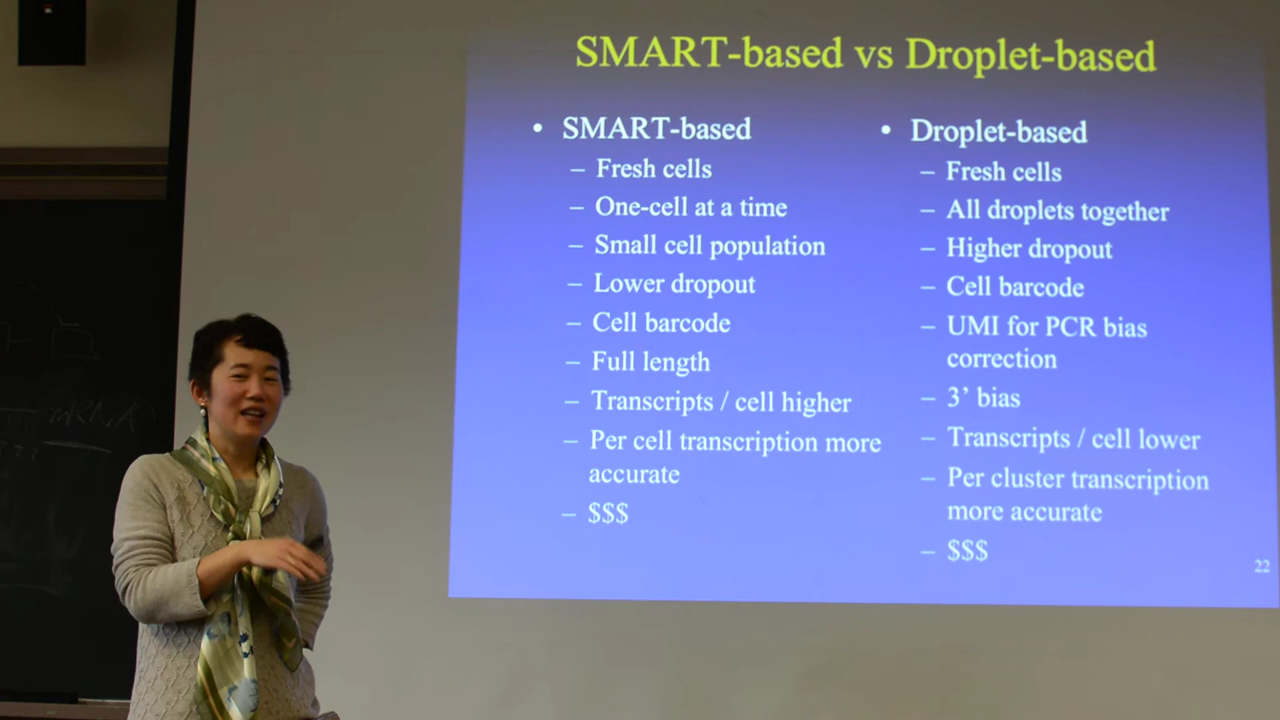 SMART-based vs Droplet-based
• SMART-based
– Fresh cells
– One-cell at a time
– Small cell population
– Lower dropout
– Cell barcode
– Full length
– Transcripts / cell higher
– Per cell transcription more
accurate
– $$$
• Droplet-based
– Fresh cells
– All droplets together
– Higher dropout
– Cell barcode
– UMI for PCR bias
correction
– 3’ bias
– Transcripts / cell lower
– Per cluster transcription
more accurate
– $$$
22
mRNA